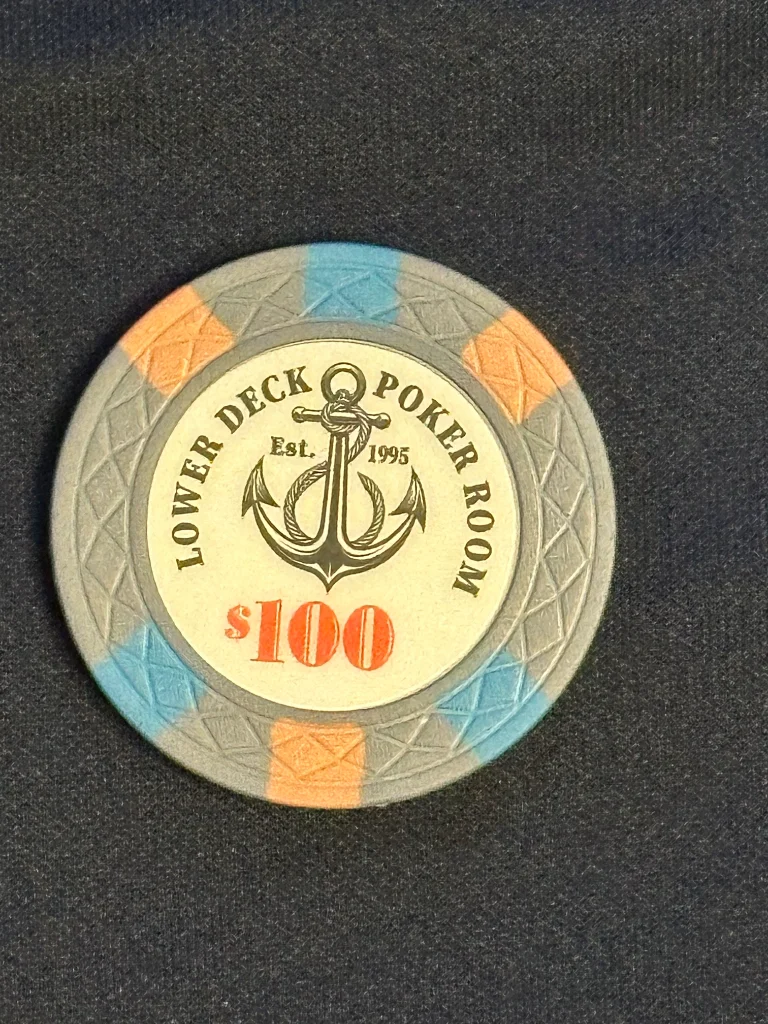 LOWER DECK POKER ROOM
Est. 1995
$100